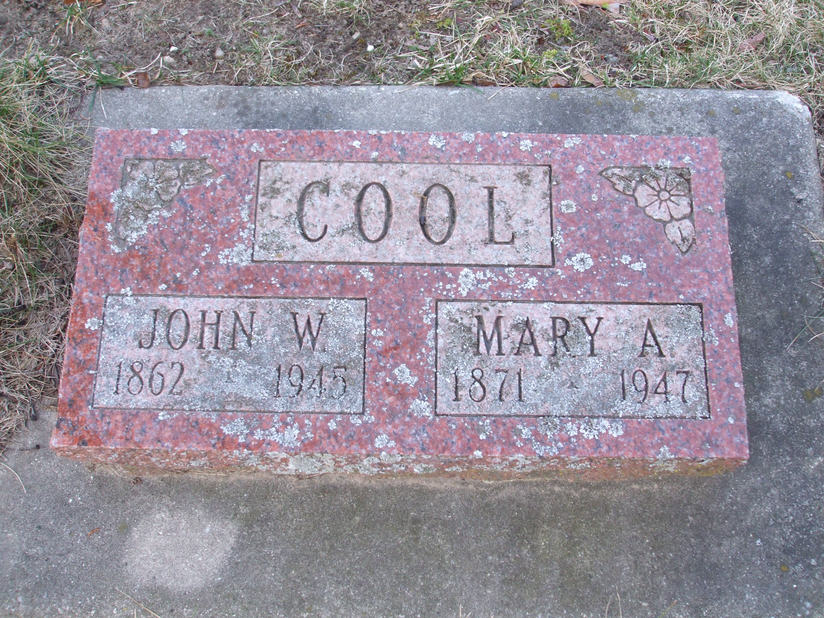 COOL
JOHN W.
1862 · 1945
MARY A.
1871 · 1947